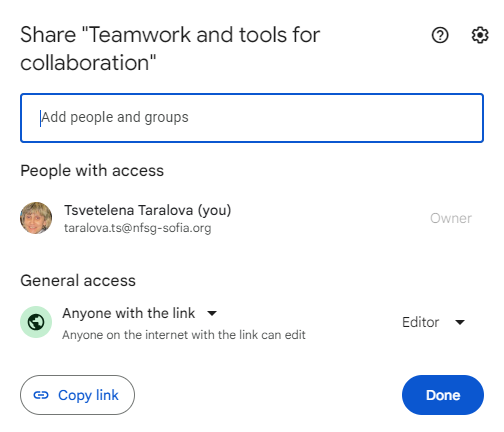 Share "Teamwork and tools for
collaboration"
Add people and groups
People with access
Tsvetelena Taralova (you)
Owner
taralova.ts@nfsg-sofia.org
General access
Anyone with the link
Editor
Anyone on the internet with the link can edit
Copy link
Done